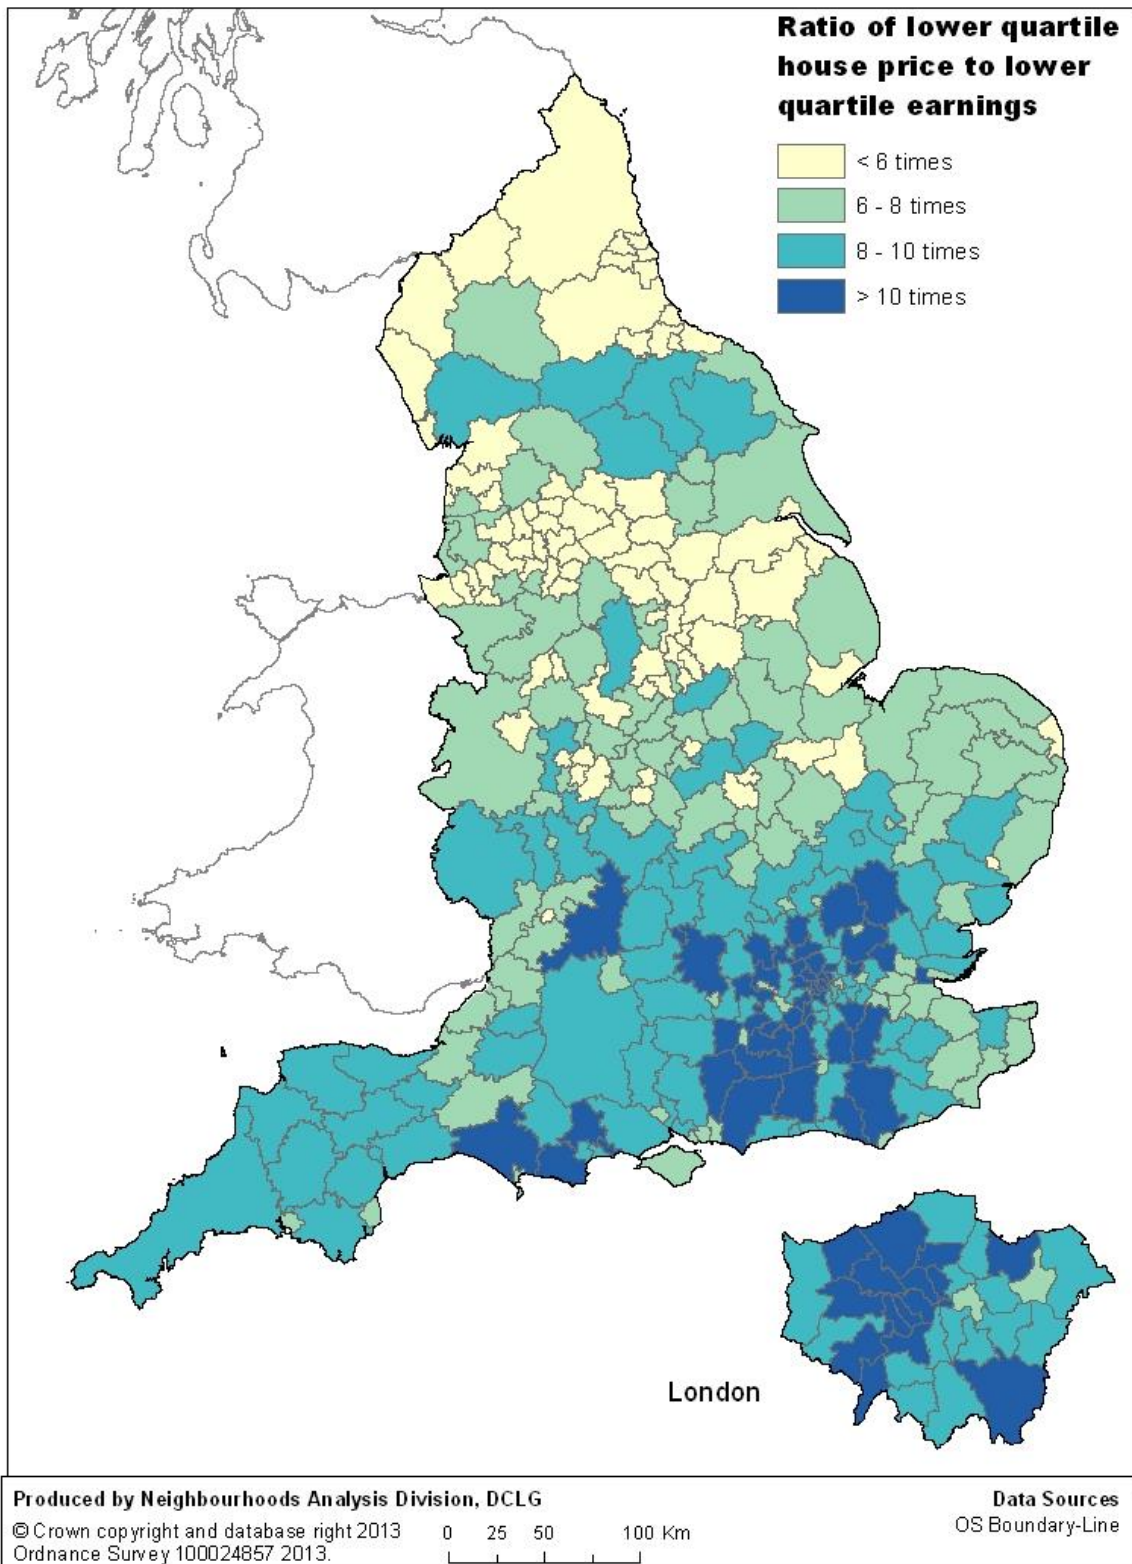 Ratio of lower quartile
house price to lower
quartile earnings
< 6 times
6 - 8 times
8 - 10 times
> 10 times
London
Produced by Neighbourhoods Analysis Division, DCLG
© Crown copyright and database right 2013
Ordnance Survey 100024857 2013.
0 25 50 100 Km
Data Sources
OS Boundary-Line